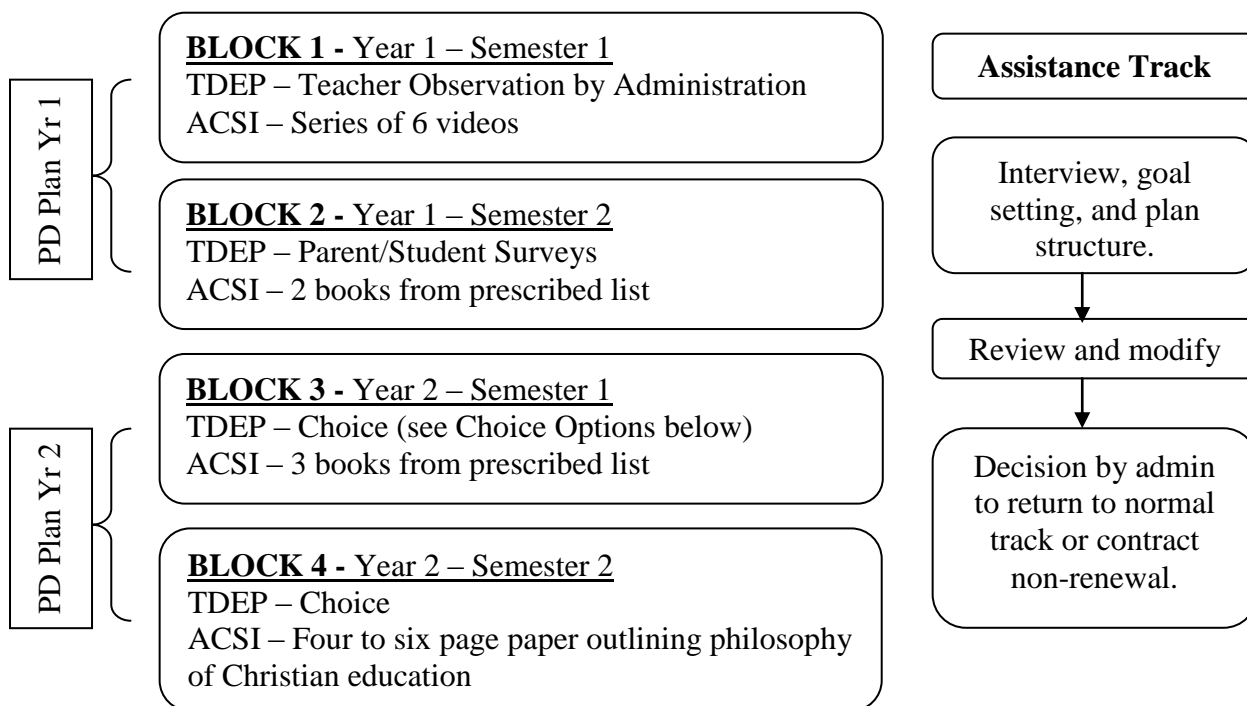 PD Plan Yr 1
BLOCK 1 - Year 1 – Semester 1
TDEP – Teacher Observation by Administration
ACSI – Series of 6 videos
BLOCK 2 - Year 1 – Semester 2
TDEP – Parent/Student Surveys
ACSI – 2 books from prescribed list
PD Plan Yr 2
BLOCK 3 - Year 2 – Semester 1
TDEP – Choice (see Choice Options below)
ACSI – 3 books from prescribed list
BLOCK 4 - Year 2 – Semester 2
TDEP – Choice
ACSI – Four to six page paper outlining philosophy
of Christian education
Assistance Track
Interview, goal
setting, and plan
structure.
Review and modify
Decision by admin
to return to normal
track or contract
non-renewal.